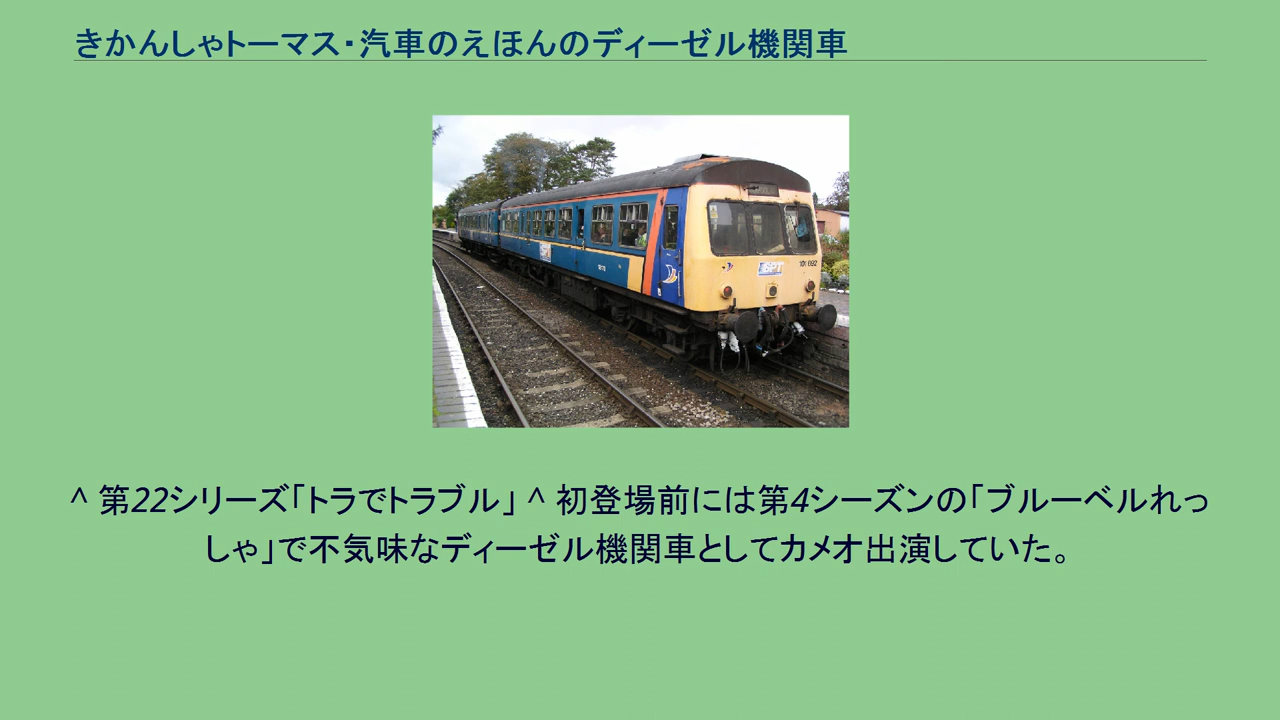 きかんしゃトーマス・汽車のえほんのディーゼル機関車
SPT
101 692
^ 第22シリーズ「トラでトラブル」 ^ 初登場前には第4シーズンの「ブルーベルれっ
しゃ」で不気味なディーゼル機関車としてカメオ出演していた。